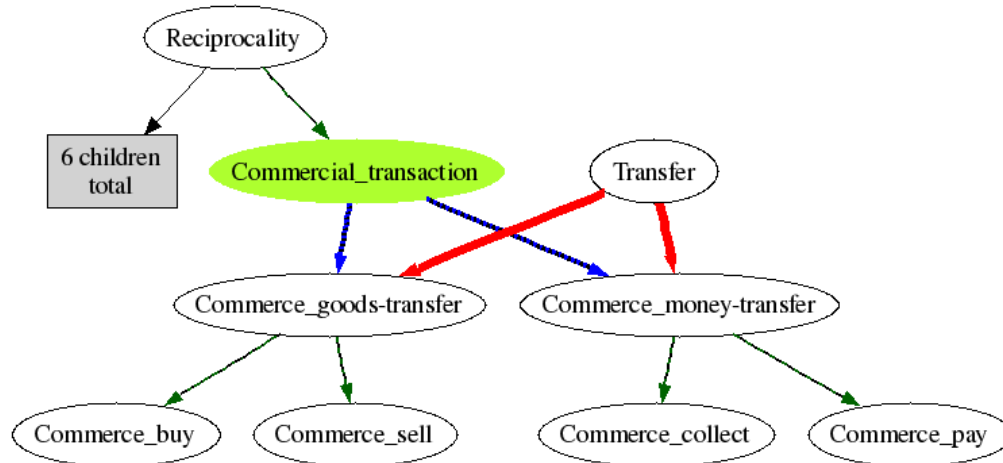 Reciprocality
6 children
total
Commercial_transaction
Transfer
Commerce_goods-transfer
Commerce_money-transfer
Commerce_buy
Commerce_sell
Commerce_collect
Commerce_pay